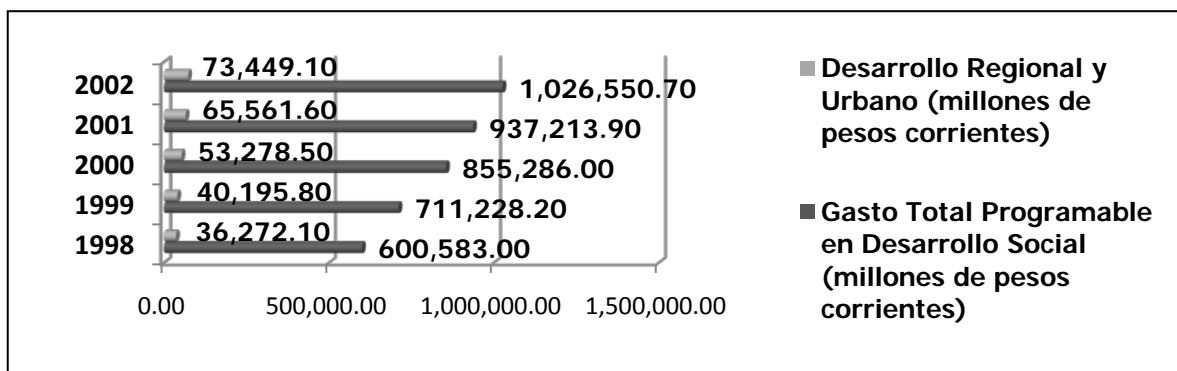 2002
73,449.10
1,026,550.70
2001
65,561.60
937,213.90
2000
53,278.50
855,286.00
1999
40,195.80
711,228.20
1998
36,272.10
600,583.00
0.00 500,000.00 1,000,000.00 1,500,000.00
Desarrollo Regional y
Urbano (millones de
pesos corrientes)
Gasto Total Programable
en Desarrollo Social
(millones de pesos
corrientes)